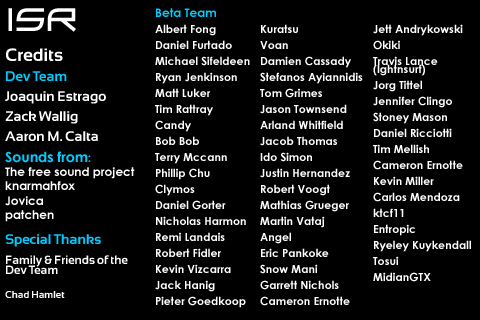 ISR
Credits
Dev Team
Joaquin Estrago
Zack Wallig
Aaron M. Calta
Sounds from:
The free sound project
knarmahfox
Jovica
patchen
Special Thanks
Family & Friends of the
Dev Team
Chad Hamlet
Beta Team
Albert Fong
Daniel Furtado
Michael Sifeldeen
Ryan Jenkinson
Matt Luker
Tim Rattray
Candy
Bob Bob
Terry Mccann
Phillip Chu
Clymos
Daniel Gorter
Nicholas Harmon
Remi Landais
Robert Fidler
Kevin Vizcarra
Jack Hanig
Pieter Goedkoop
Kuratsu
Voan
Damien Cassady
Stefanos Ayiannidis
Tom Grimes
Jason Townsend
Arland Whitfield
Jacob Thomas
Ido Simon
Justin Hernandez
Robert Voogt
Mathias Grueger
Martin Vataj
Angel
Eric Pankoke
Snow Mani
Garrett Nichols
Cameron Ernotte
Jett Andrykowski
Okiki
Travis Lance
(lghtnsurf)
Jorg Tittel
Jennifer Clingo
Stoney Mason
Daniel Ricciotti
Tim Mellish
Cameron Ernotte
Kevin Miller
Carlos Mendoza
ktcf11
Entropic
Ryeley Kuykendall
Tosui
MidianGTX